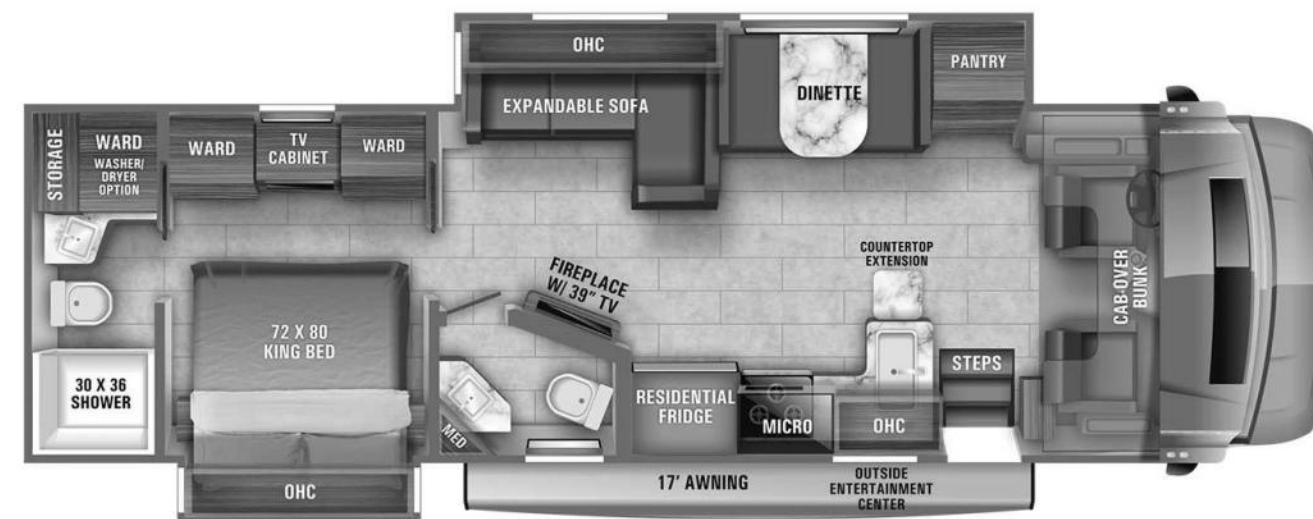 OHC
EXPANDABLE SOFA
DINETTE
PANTRY
STORAGE
WARD
WASHER/
DRYER
OPTION
WARD
TV
CABINET
WARD
72 X 80
KING BED
30 X 36
SHOWER
OHC
FIREPLACE
W/ 39" TV
MED
RESIDENTIAL
FRIDGE
MICRO
COUNTERTOP
EXTENSION
OHC
STEPS
CAB-OVER
BUNK
17' AWNING
OUTSIDE
ENTERTAINMENT
CENTER